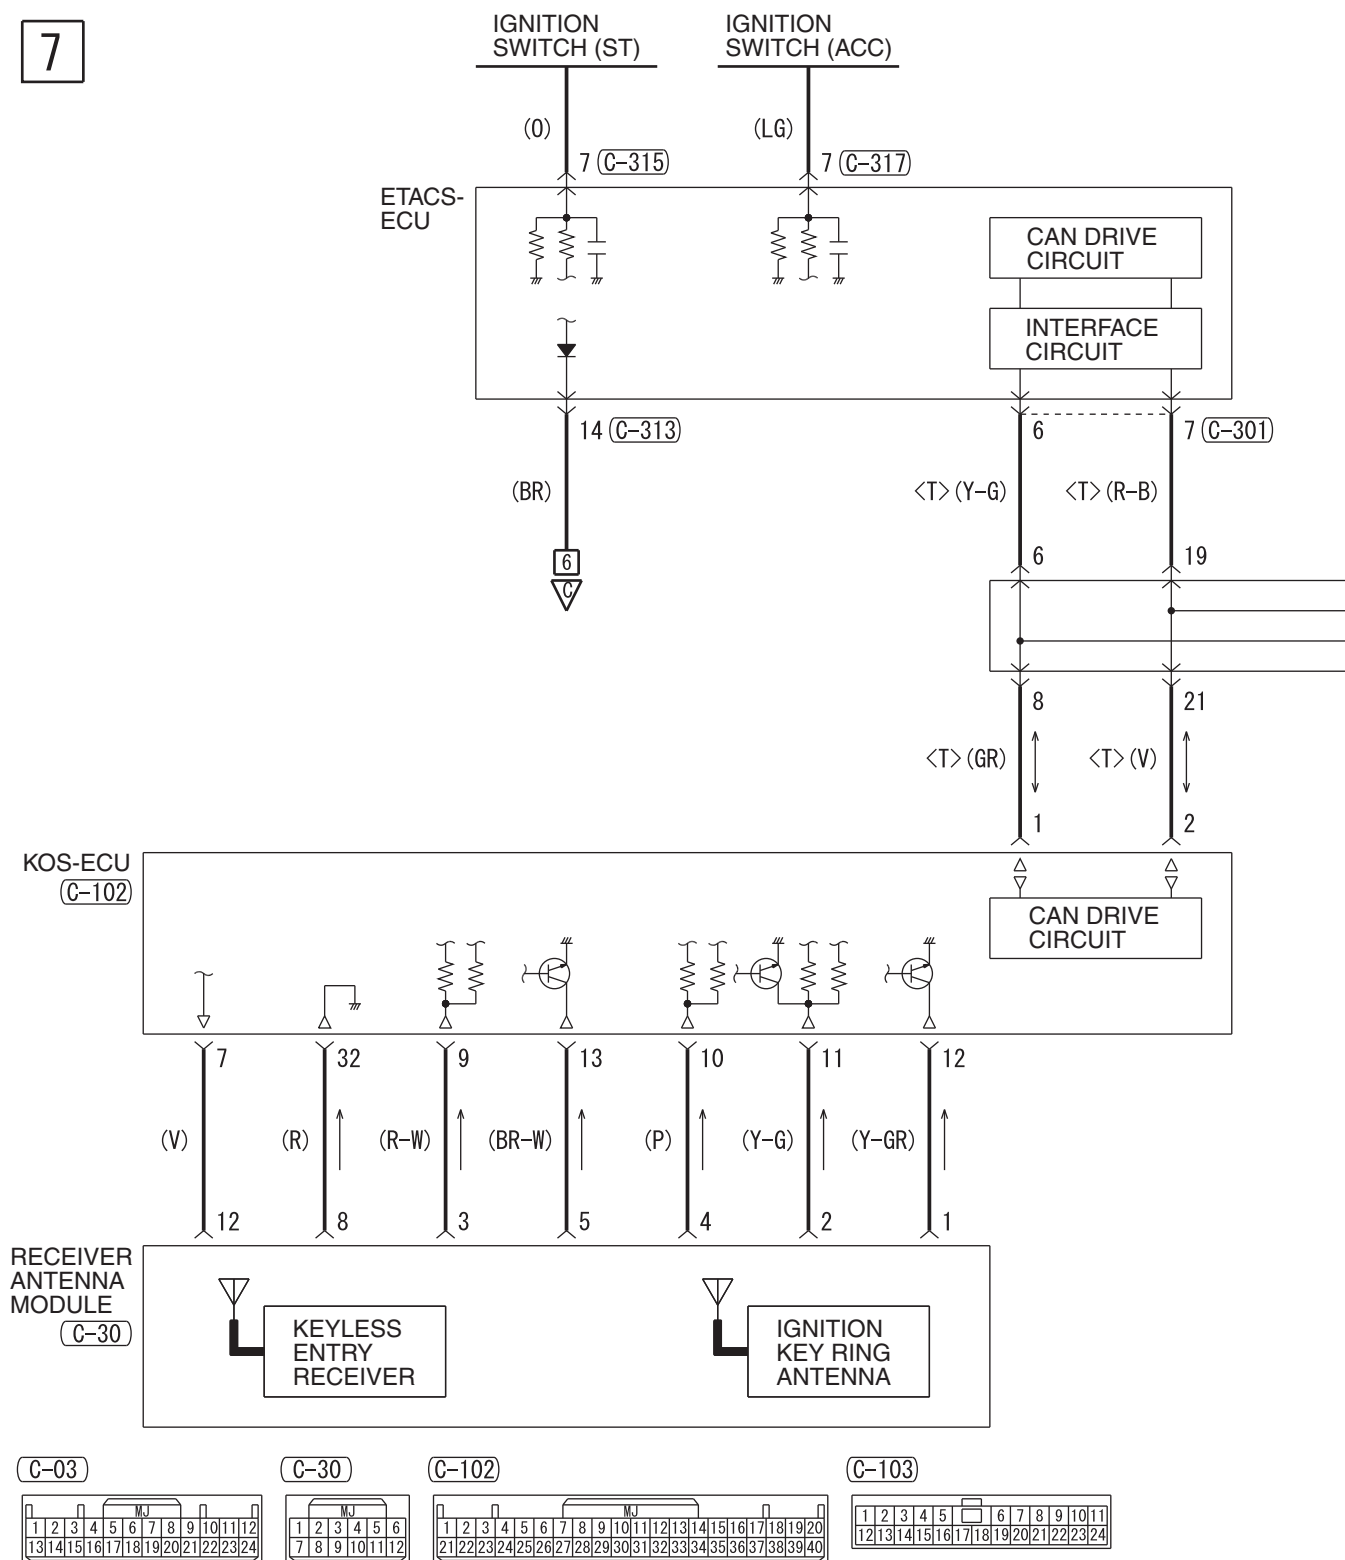 7
IGNITION
SWITCH (ST)
IGNITION
SWITCH (ACC)
(O)
(LG)
7 C-315
7 C-317
ETACS-
ECU
CAN DRIVE
CIRCUIT
INTERFACE
CIRCUIT
14 C-313
6
7 C-301
(BR)
<T>(Y-G)
<T>(R-B)
6
C
6
19
8
21
<T>(GR)
<T>(V)
1
2
KOS-ECU
C-102
CAN DRIVE
CIRCUIT
7
32
9
13
10
11
12
(V)
(R)
(R-W)
(BR-W)
(P)
(Y-G)
(Y-GR)
12
8
3
5
4
2
1
RECEIVER
ANTENNA
MODULE
C-30
KEYLESS
ENTRY
RECEIVER
IGNITION
KEY RING
ANTENNA
C-03
MJ
1 2 3 4 5 6 7 8 9 10 11 12
13 14 15 16 17 18 19 20 21 22 23 24
C-30
MJ
1 2 3 4 5 6
7 8 9 10 11 12
C-102
MJ
1 2 3 4 5 6 7 8 9 10 11 12 13 14 15 16 17 18 19 20
21 22 23 24 25 26 27 28 29 30 31 32 33 34 35 36 37 38 39 40
C-103
1 2 3 4 5 6 7 8 9 10 11
12 13 14 15 16 17 18 19 20 21 22 23 24